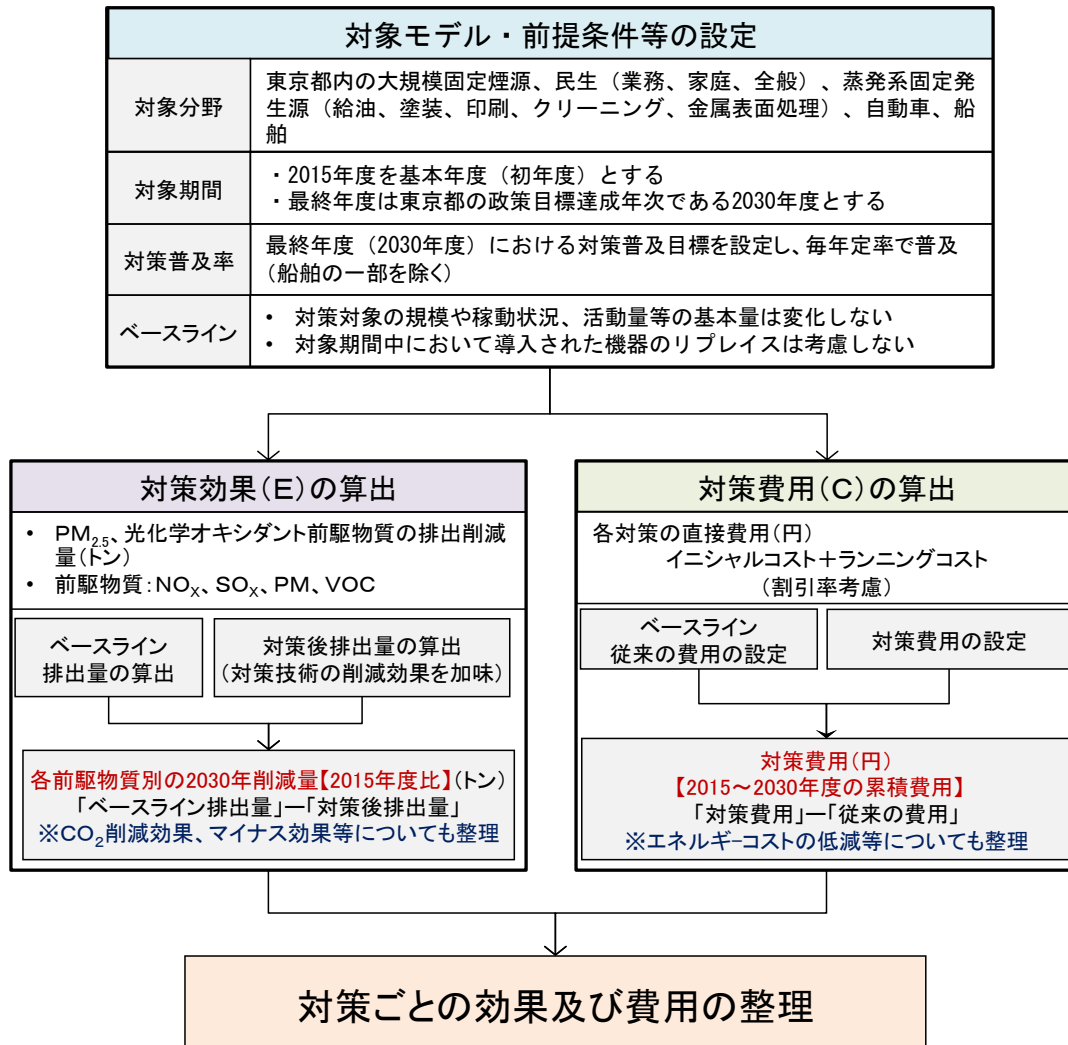 対象モデル・前提条件等の設定
対象分野
東京都内の大規模固定煙源、民生（業務、家庭、全般）、蒸発系固定発
生源（給油、塗装、印刷、クリーニング、金属表面処理）、自動車、船
舶
対象期間
・2015年度を基本年度（初年度）とする
・最終年度は東京都の政策目標達成年次である2030年度とする
対策普及率
最終年度（2030年度）における対策普及目標を設定し、毎年定率で普及
（船舶の一部を除く）
ベースライン
• 対策対象の規模や稼動状況、活動量等の基本量は変化しない
• 対象期間中において導入された機器のリプレイスは考慮しない
対策効果（E）の算出
• PM2.5、光化学オキシダント前駆物質の排出削減
量（トン）
• 前駆物質：NOX、SOX、PM、VOC
ベースライン
排出量の算出
対策後排出量の算出
（対策技術の削減効果を加味）
各前駆物質別の2030年削減量【2015年度比】（トン）
「ベースライン排出量」―「対策後排出量」
※CO2削減効果、マイナス効果等についても整理
対策費用（C）の算出
各対策の直接費用（円）
イニシャルコスト＋ランニングコスト
（割引率考慮）
ベースライン
従来の費用の設定
対策費用の設定
対策費用（円）
【2015～2030年度の累積費用】
「対策費用」―「従来の費用」
※エネルギーコストの低減等についても整理
対策ごとの効果及び費用の整理